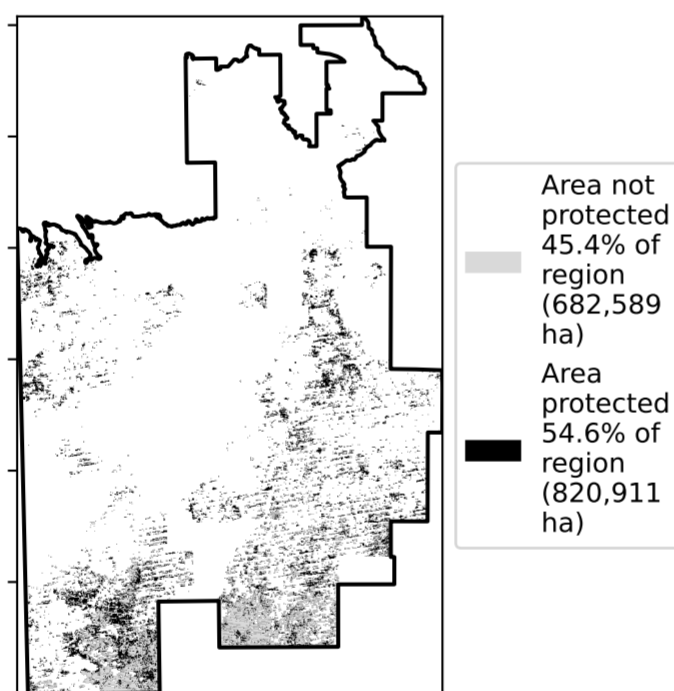 Area not
protected
45.4% of
region
(682,589
ha)
Area
protected
54.6% of
region
(820,911
ha)